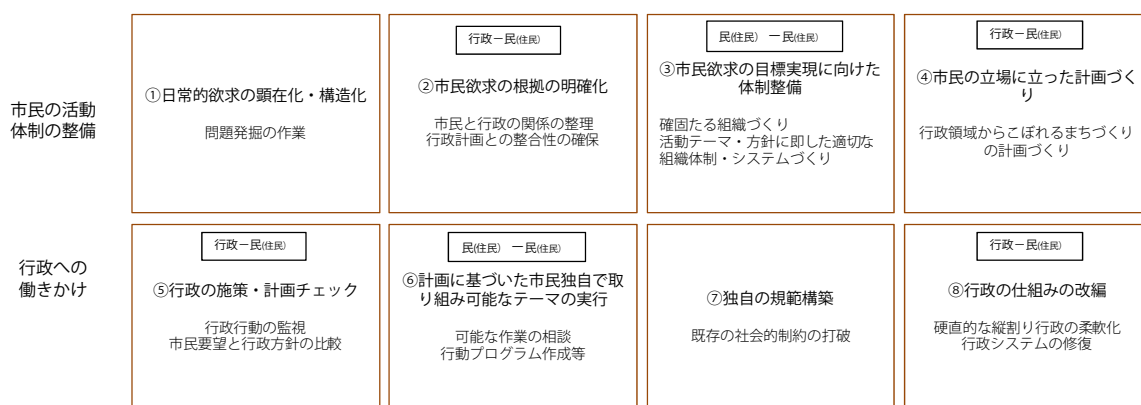 市民の活動
体制の整備
①日常的欲求の顕在化・構造化
問題発掘の作業
行政－民(住民)
②市民欲求の根拠の明確化
市民と行政の関係の整理
行政計画との整合性の確保
民(住民) －民(住民)
③市民欲求の目標実現に向けた
体制整備
確固たる組織づくり
活動テーマ・方針に即した適切な
組織体制・システムづくり
行政－民(住民)
④市民の立場に立った計画づく
り
行政領域からこぼれるまちづくり
の計画づくり
行政への
働きかけ
行政－民(住民)
⑤行政の施策・計画チェック
行政行動の監視
市民要望と行政方針の比較
民(住民) －民(住民)
⑥計画に基づいた市民独自で取
り組み可能なテーマの実行
可能な作業の相談
行動プログラム作成等
⑦独自の規範構築
既存の社会的制約の打破
行政－民(住民)
⑧行政の仕組みの改編
硬直的な縦割り行政の柔軟化
行政システムの修復